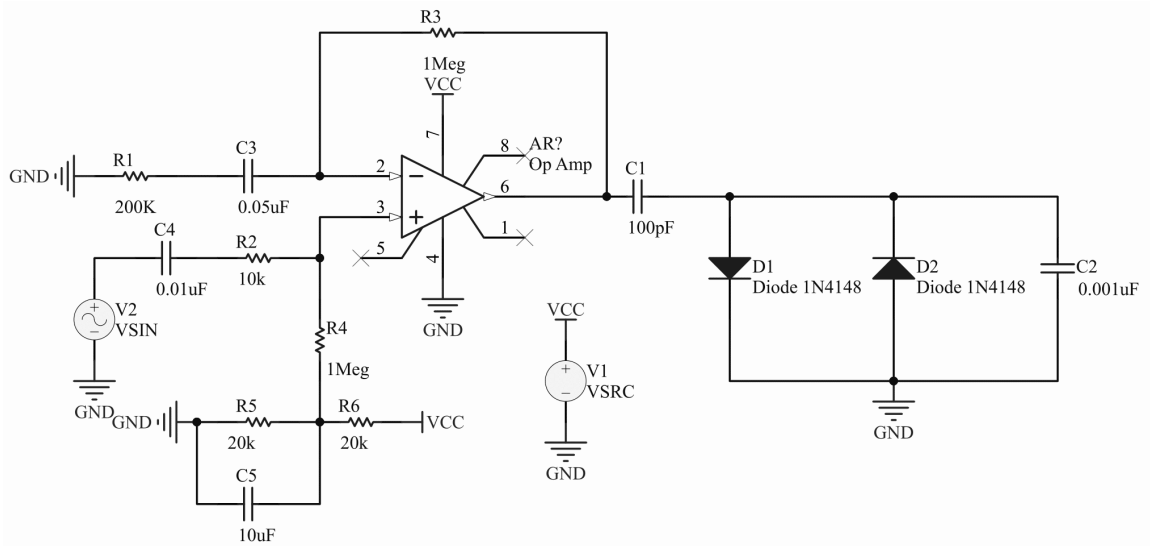 R3
1Meg
VCC
7
8
AR?
Op Amp
R1
C3
2
6
C1
GND
200K
0.05uF
3
1
100pF
C4
R2
5
4
0.01uF
10k
D1
Diode 1N4148
D2
Diode 1N4148
C2
0.001uF
V2
VSIN
R4
1Meg
GND
VCC
V1
VSRC
GND
GND
R5
R6
VCC
20k
20k
GND
GND
C5
10uF